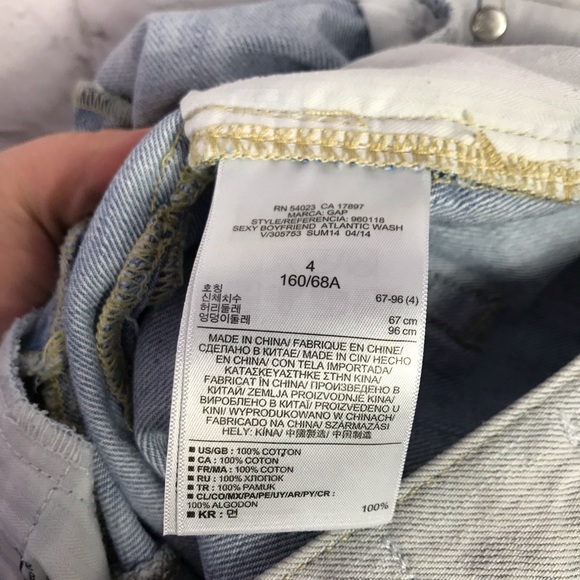 RN 54023 CA 17897
MARCA: GAP
STYLE/REFERENCIA: 960118
SEXY BOYFRIEND ATLANTIC WASH
V/305753 SUM14 04/14
4
160/68A
호칭 67-96 (4)
신체치수
허리둘레 67 cm
엉덩이둘레 96 cm
MADE IN CHINA/ FABRIQUE EN CHINE/
СДЕЛАНО В КИТАЕ/ MADE IN CIN/ HECHO
EN CHINA/ CON TELA IMPORTADA/
ΚΑΤΑΣΚΕΥΑΣΤΗΚΕ ΣΤΗΝ ΚΙΝΑ/
FABRICAT ÎN CHINA/ ПРОИЗВЕДЕНО В
КИТАЙ/ ZEMLJA PROIZVODNJE KINA/
ВИРОБЛЕНО В КИТАЇ/ PROIZVEDENO U
KINI/ WYPRODUKOWANO W CHINACH/
FABRICADO NA CHINA/ SZÁRMAZÁSI
HELY: KÍNA/ 中國製造/ 中国制造
US/GB : 100% COTTON
CA : 100% COTTON
FR/MA : 100% COTON
RU : 100% ХЛОПОК
TR : 100% PAMUK
CL/CO/MX/PA/PE/UY/AR/PY/CR :
100% ALGODON
KR : 면 100%